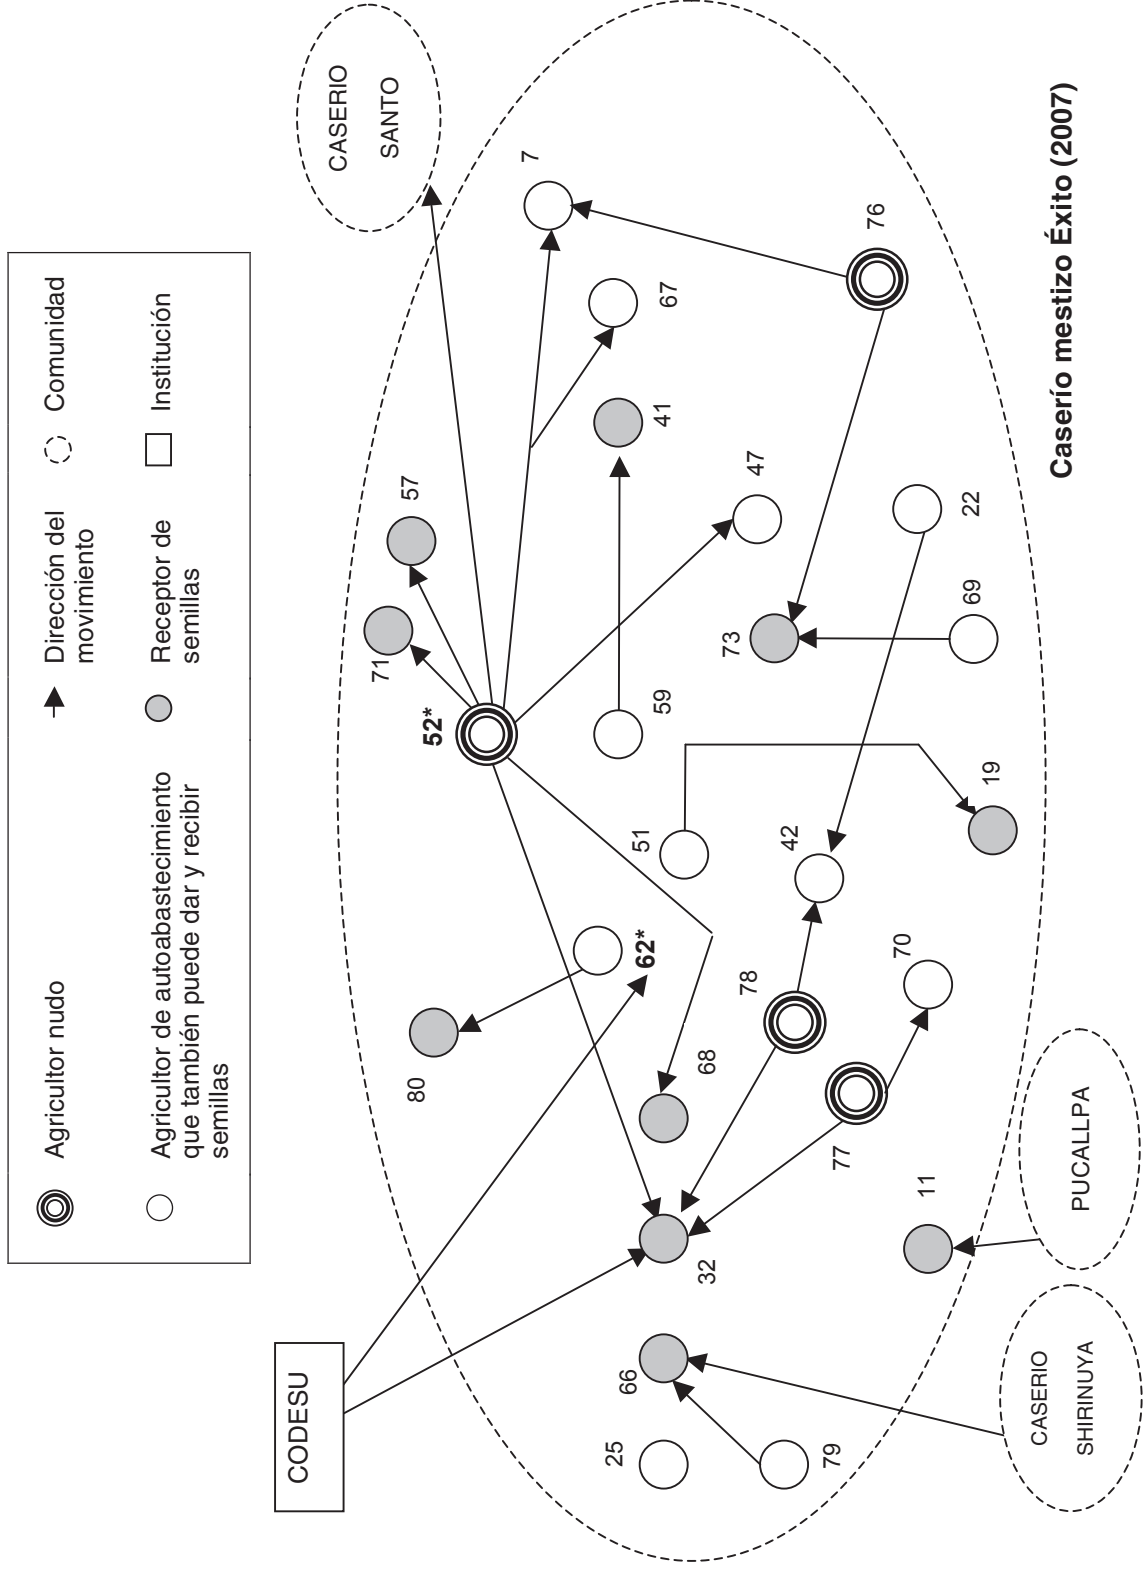 Agricultor nudo
Agricultor de autoabastecimiento
que también puede dar y recibir
semillas
Dirección del
movimiento
Receptor de
semillas
Comunidad
Institución
CODESU
CASERIO
SANTO
80
62*
52*
71
57
7
67
41
59
47
51
68
32
66
25
79
78
42
77
70
73
76
22
69
19
11
CASERIO
SHIRINUYA
PUCALLPA
Caserío mestizo Éxito (2007)